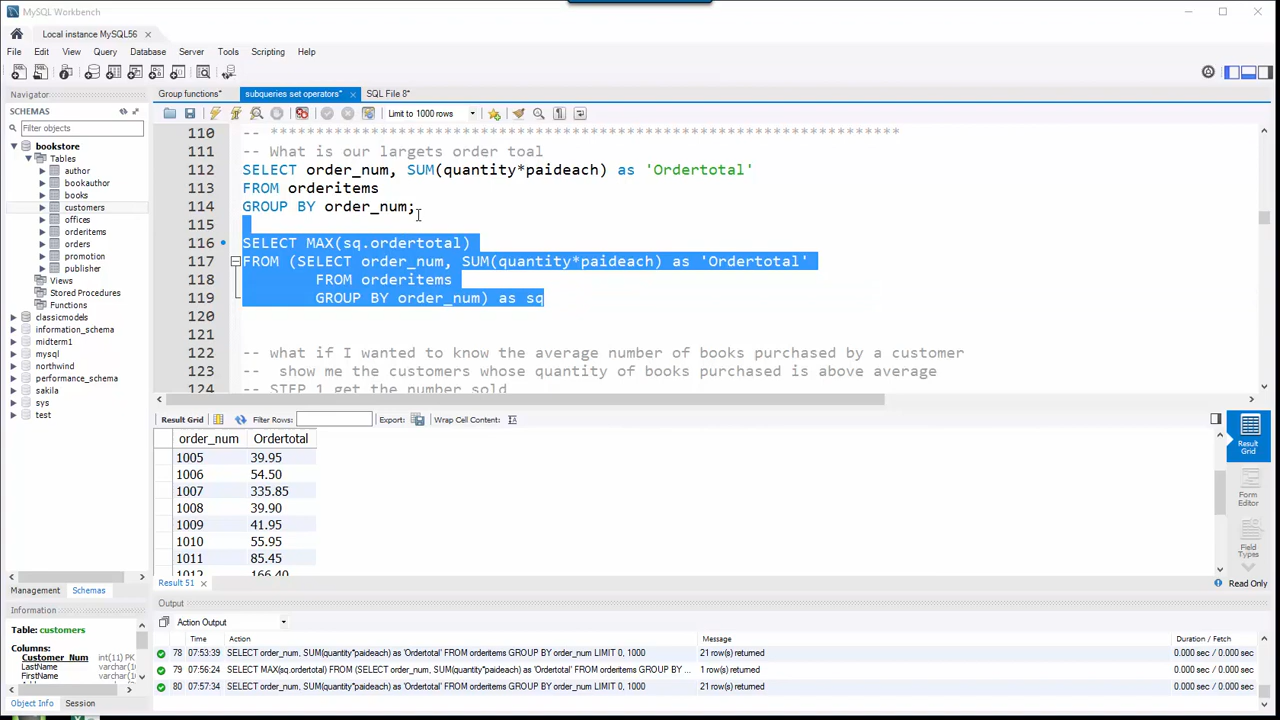 MySQL Workbench
Local instance MySQL56
File Edit View Query Database Server Tools Scripting Help
Navigator
SCHEMAS
Filter objects
bookstore
Tables
author
bookauthor
books
customers
offices
orderitems
orders
promotion
publisher
Views
Stored Procedures
Functions
classicmodels
information_schema
midterm1
mysql
northwind
performance_schema
sakila
sys
test
Management Schemas
Information
Table: customers
Columns:
Customer_Num int(11) PK
LastName varchar(1
FirstName varchar(1
Object Info Session
Group functions* subqueries set operators* SQL File 8*
Limit to 1000 rows
110 -- *********************************************************************
111 -- What is our largets order toal
112 SELECT order_num, SUM(quantity*paideach) as 'Ordertotal'
113 FROM orderitems
114 GROUP BY order_num;
115
116 SELECT MAX(sq.ordertotal)
117 FROM (SELECT order_num, SUM(quantity*paideach) as 'Ordertotal'
118 FROM orderitems
119 GROUP BY order_num) as sq
120
121
122 -- what if I wanted to know the average number of books purchased by a customer
123 -- show me the customers whose quantity of books purchased is above average
124 -- STEP 1 get the number sold
Result Grid Filter Rows: Export: Wrap Cell Content:
order_num Ordertotal
1005 39.95
1006 54.50
1007 335.85
1008 39.90
1009 41.95
1010 55.95
1011 85.45
1012 166.40
Result Grid
Form Editor
Field Types
Result 51
Read Only
Output
Action Output
Time Action Message Duration / Fetch
78 07:53:39 SELECT order_num, SUM(quantity*paideach) as 'Ordertotal' FROM orderitems GROUP BY order_num LIMIT 0, 1000 21 row(s) returned 0.000 sec / 0.000 sec
79 07:56:24 SELECT MAX(sq.ordertotal) FROM (SELECT order_num, SUM(quantity*paideach) as 'Ordertotal' FROM orderitems GROUP BY ... 1 row(s) returned 0.000 sec / 0.000 sec
80 07:57:34 SELECT order_num, SUM(quantity*paideach) as 'Ordertotal' FROM orderitems GROUP BY order_num LIMIT 0, 1000 21 row(s) returned 0.000 sec / 0.000 sec